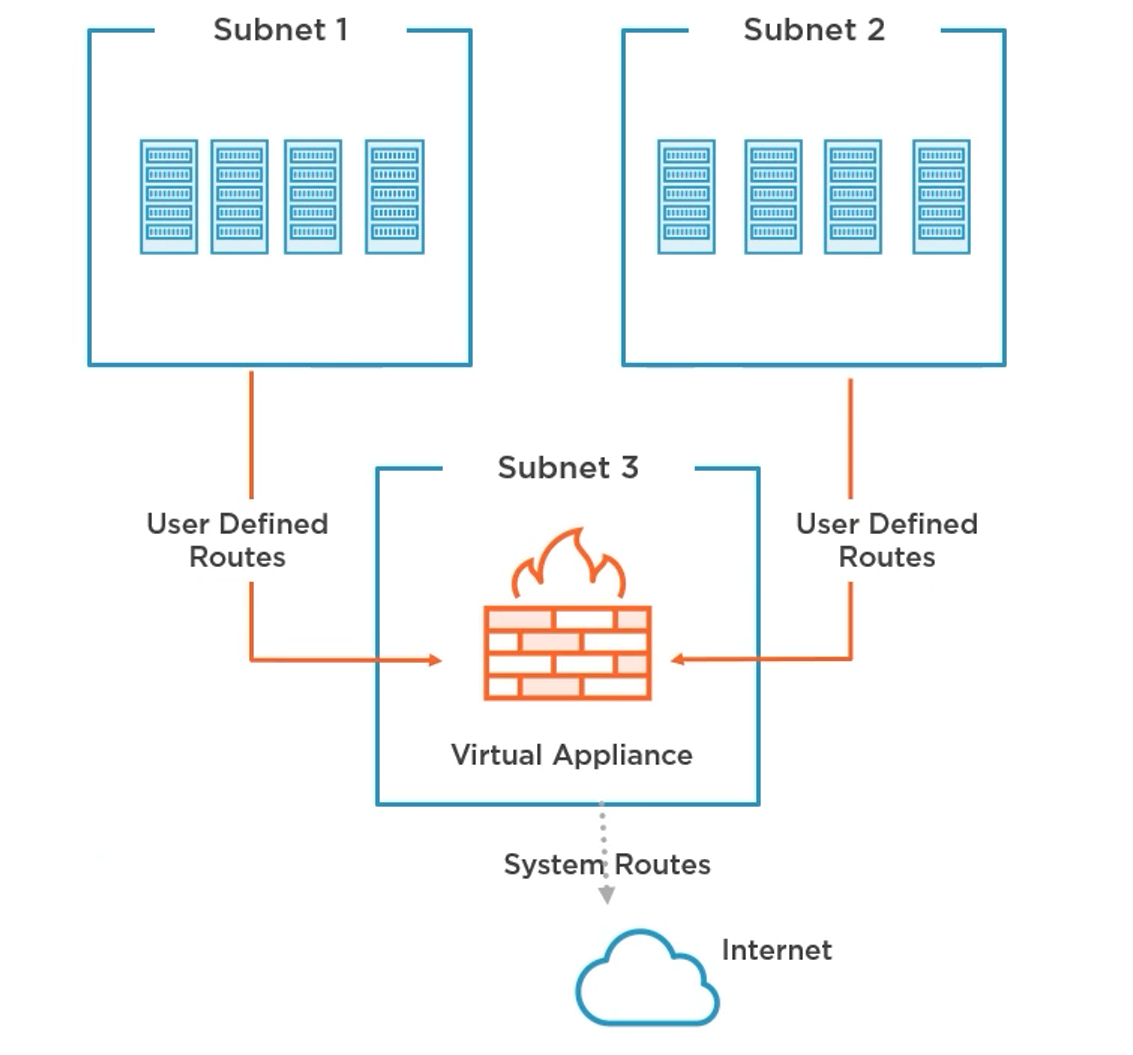 Subnet 1
Subnet 2
Subnet 3
User Defined
Routes
User Defined
Routes
Virtual Appliance
System Routes
Internet